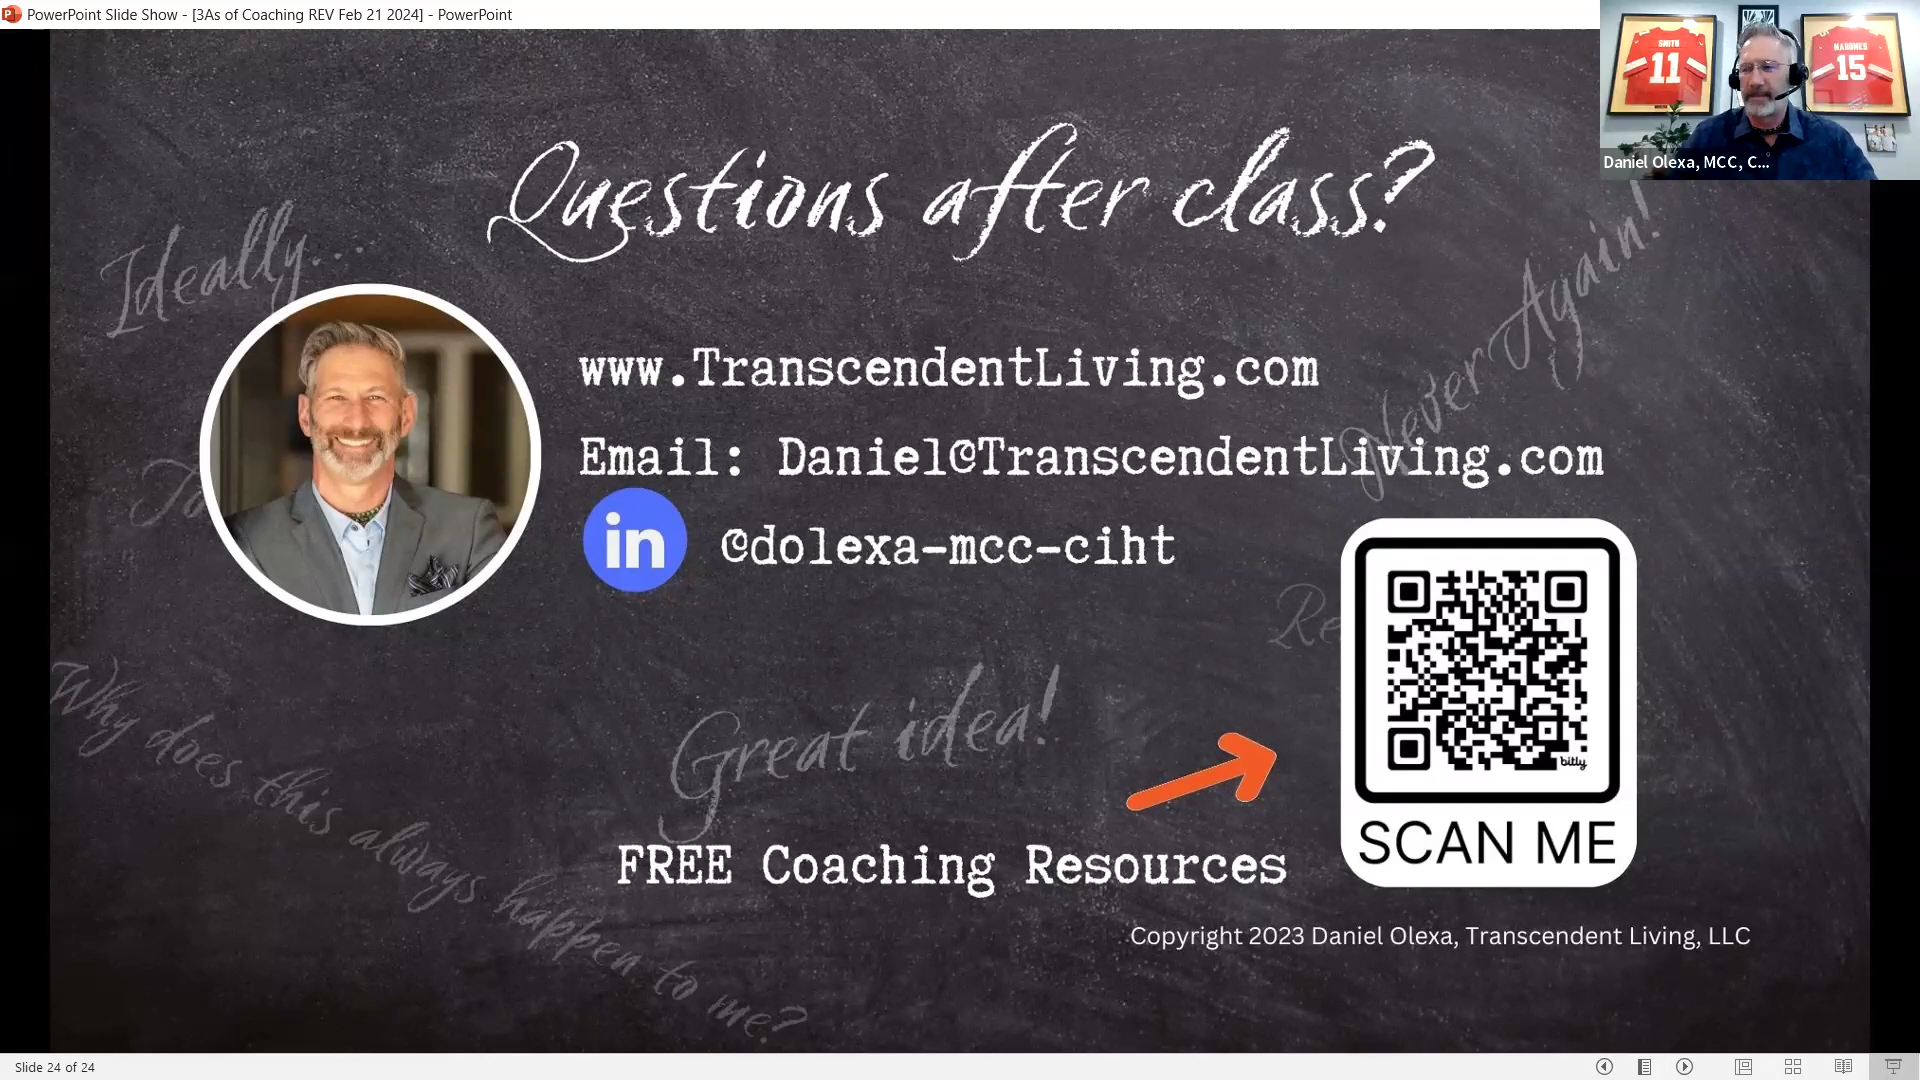 PowerPoint Slide Show - [3As of Coaching REV Feb 21 2024] - PowerPoint
SMITH
11
MAHOMES
15
Daniel Olexa, MCC, C...
Questions after class?
Ideally...
Never Again!
www.TranscendentLiving.com
Email: Daniel@TranscendentLiving.com
in @dolexa-mcc-ciht
Re
bitly
SCAN ME
Great idea!
Why does this always happen to me?
FREE Coaching Resources
Copyright 2023 Daniel Olexa, Transcendent Living, LLC
Slide 24 of 24